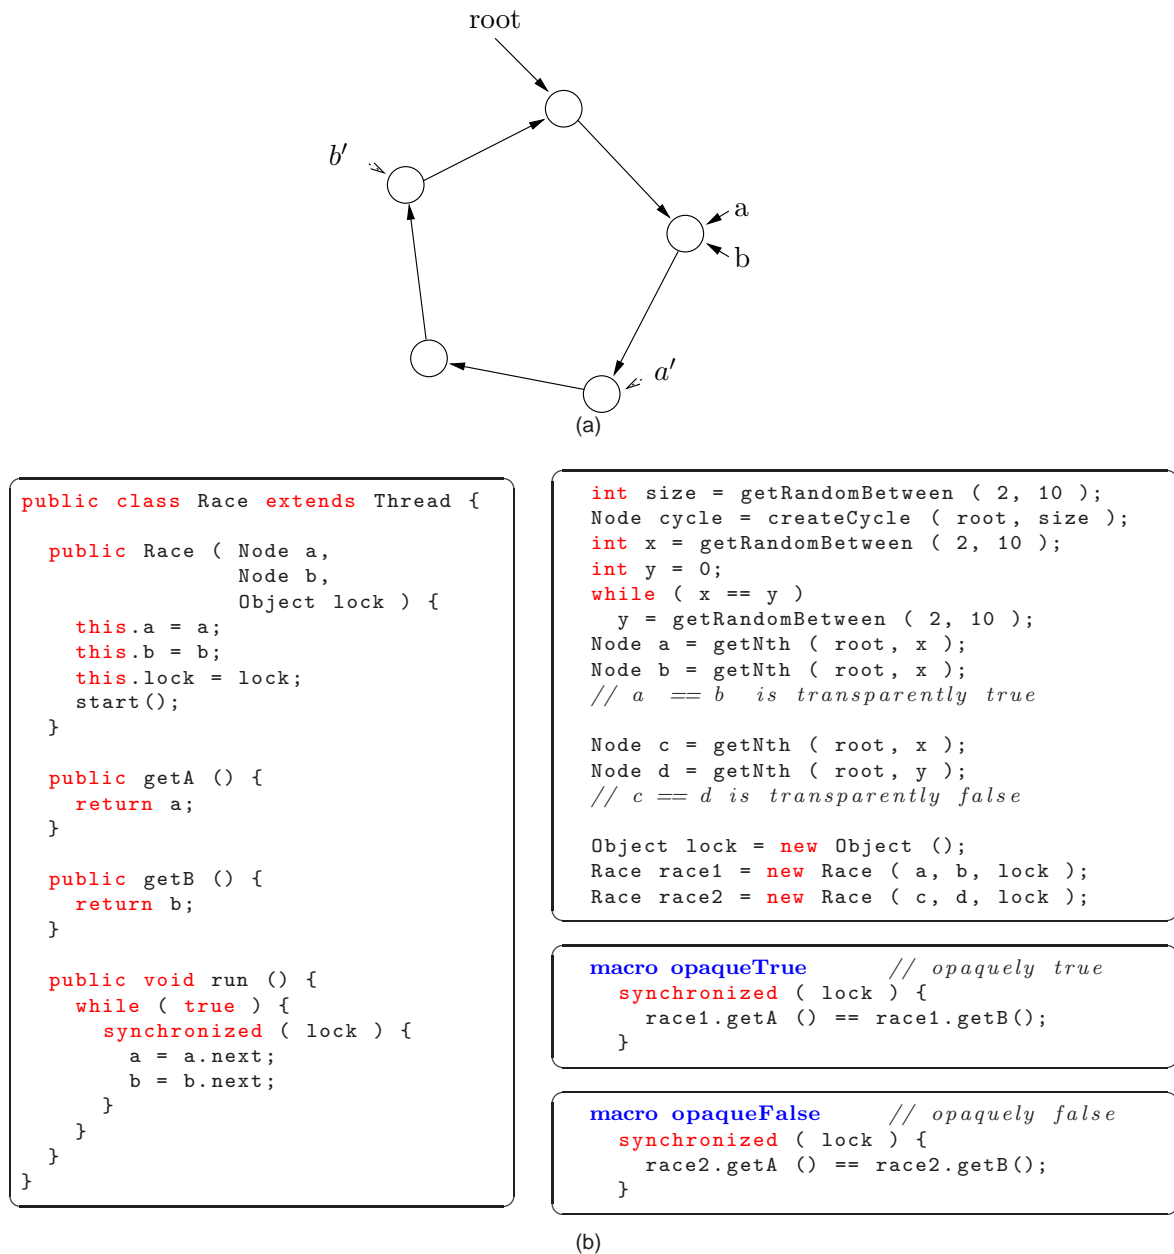 root
b′
a
b
a′
(a)
public class Race extends Thread {
public Race ( Node a,
Node b,
Object lock ) {
this.a = a;
this.b = b;
this.lock = lock;
start();
}
public getA () {
return a;
}
public getB () {
return b;
}
public void run () {
while ( true ) {
synchronized ( lock ) {
a = a.next;
b = b.next;
}
}
}
}
int size = getRandomBetween ( 2, 10 );
Node cycle = createCycle ( root, size );
int x = getRandomBetween ( 2, 10 );
int y = 0;
while ( x == y )
y = getRandomBetween ( 2, 10 );
Node a = getNth ( root, x );
Node b = getNth ( root, x );
// a == b is transparently true
Node c = getNth ( root, x );
Node d = getNth ( root, y );
// c == d is transparently false
Object lock = new Object ();
Race race1 = new Race ( a, b, lock );
Race race2 = new Race ( c, d, lock );
macro opaqueTrue // opaquely true
synchronized ( lock ) {
race1.getA () == race1.getB();
}
macro opaqueFalse // opaquely false
synchronized ( lock ) {
race2.getA () == race2.getB();
}
(b)